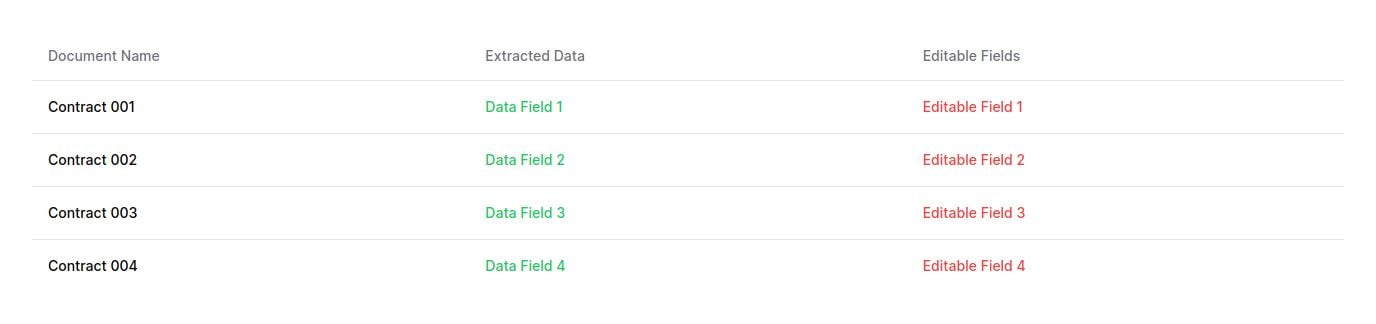 Document Name Extracted Data Editable Fields
Contract 001 Data Field 1 Editable Field 1
Contract 002 Data Field 2 Editable Field 2
Contract 003 Data Field 3 Editable Field 3
Contract 004 Data Field 4 Editable Field 4